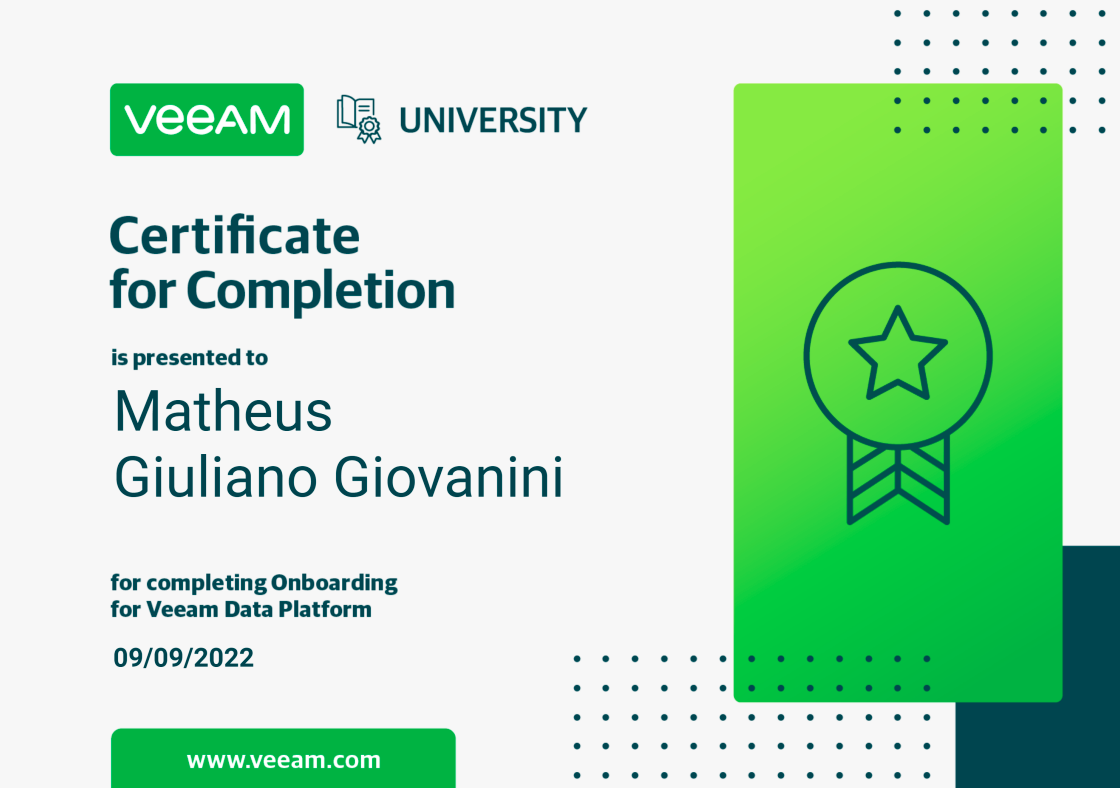 veeam UNIVERSITY
Certificate
for Completion
is presented to
Matheus
Giuliano Giovanini
for completing Onboarding
for Veeam Data Platform
09/09/2022
www.veeam.com